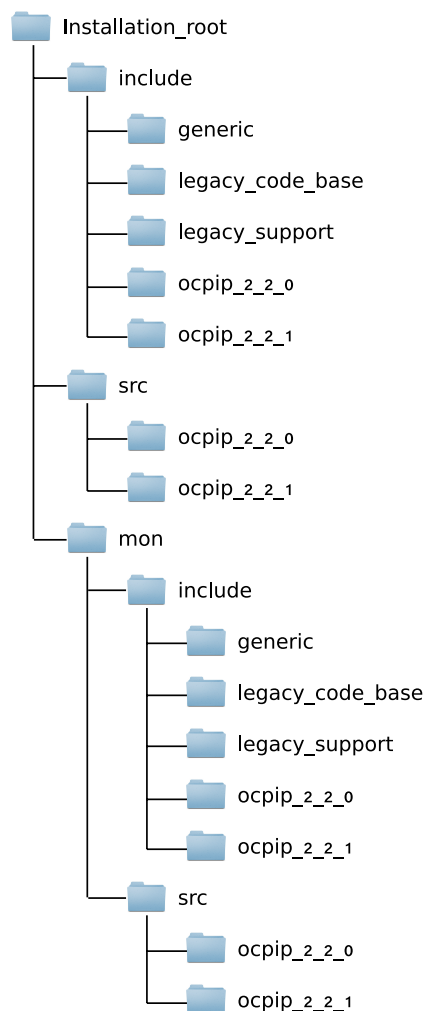 Installation_root
include
generic
legacy_code_base
legacy_support
ocpip_2_2_0
ocpip_2_2_1
src
ocpip_2_2_0
ocpip_2_2_1
mon
include
generic
legacy_code_base
legacy_support
ocpip_2_2_0
ocpip_2_2_1
src
ocpip_2_2_0
ocpip_2_2_1